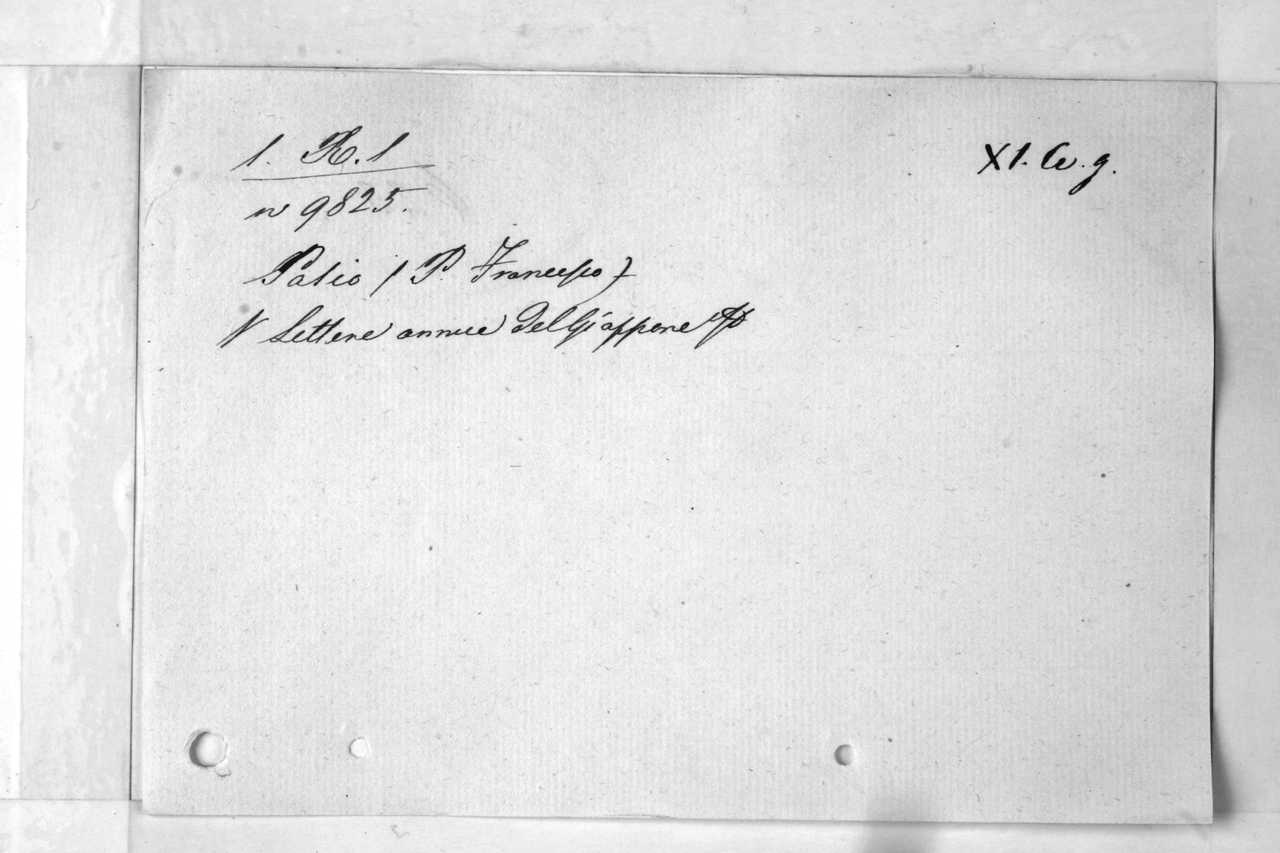 1. R. 1
XI. C. g.
n 9825.
Pasio (P. Francesco)
Lettere annue del Giappone